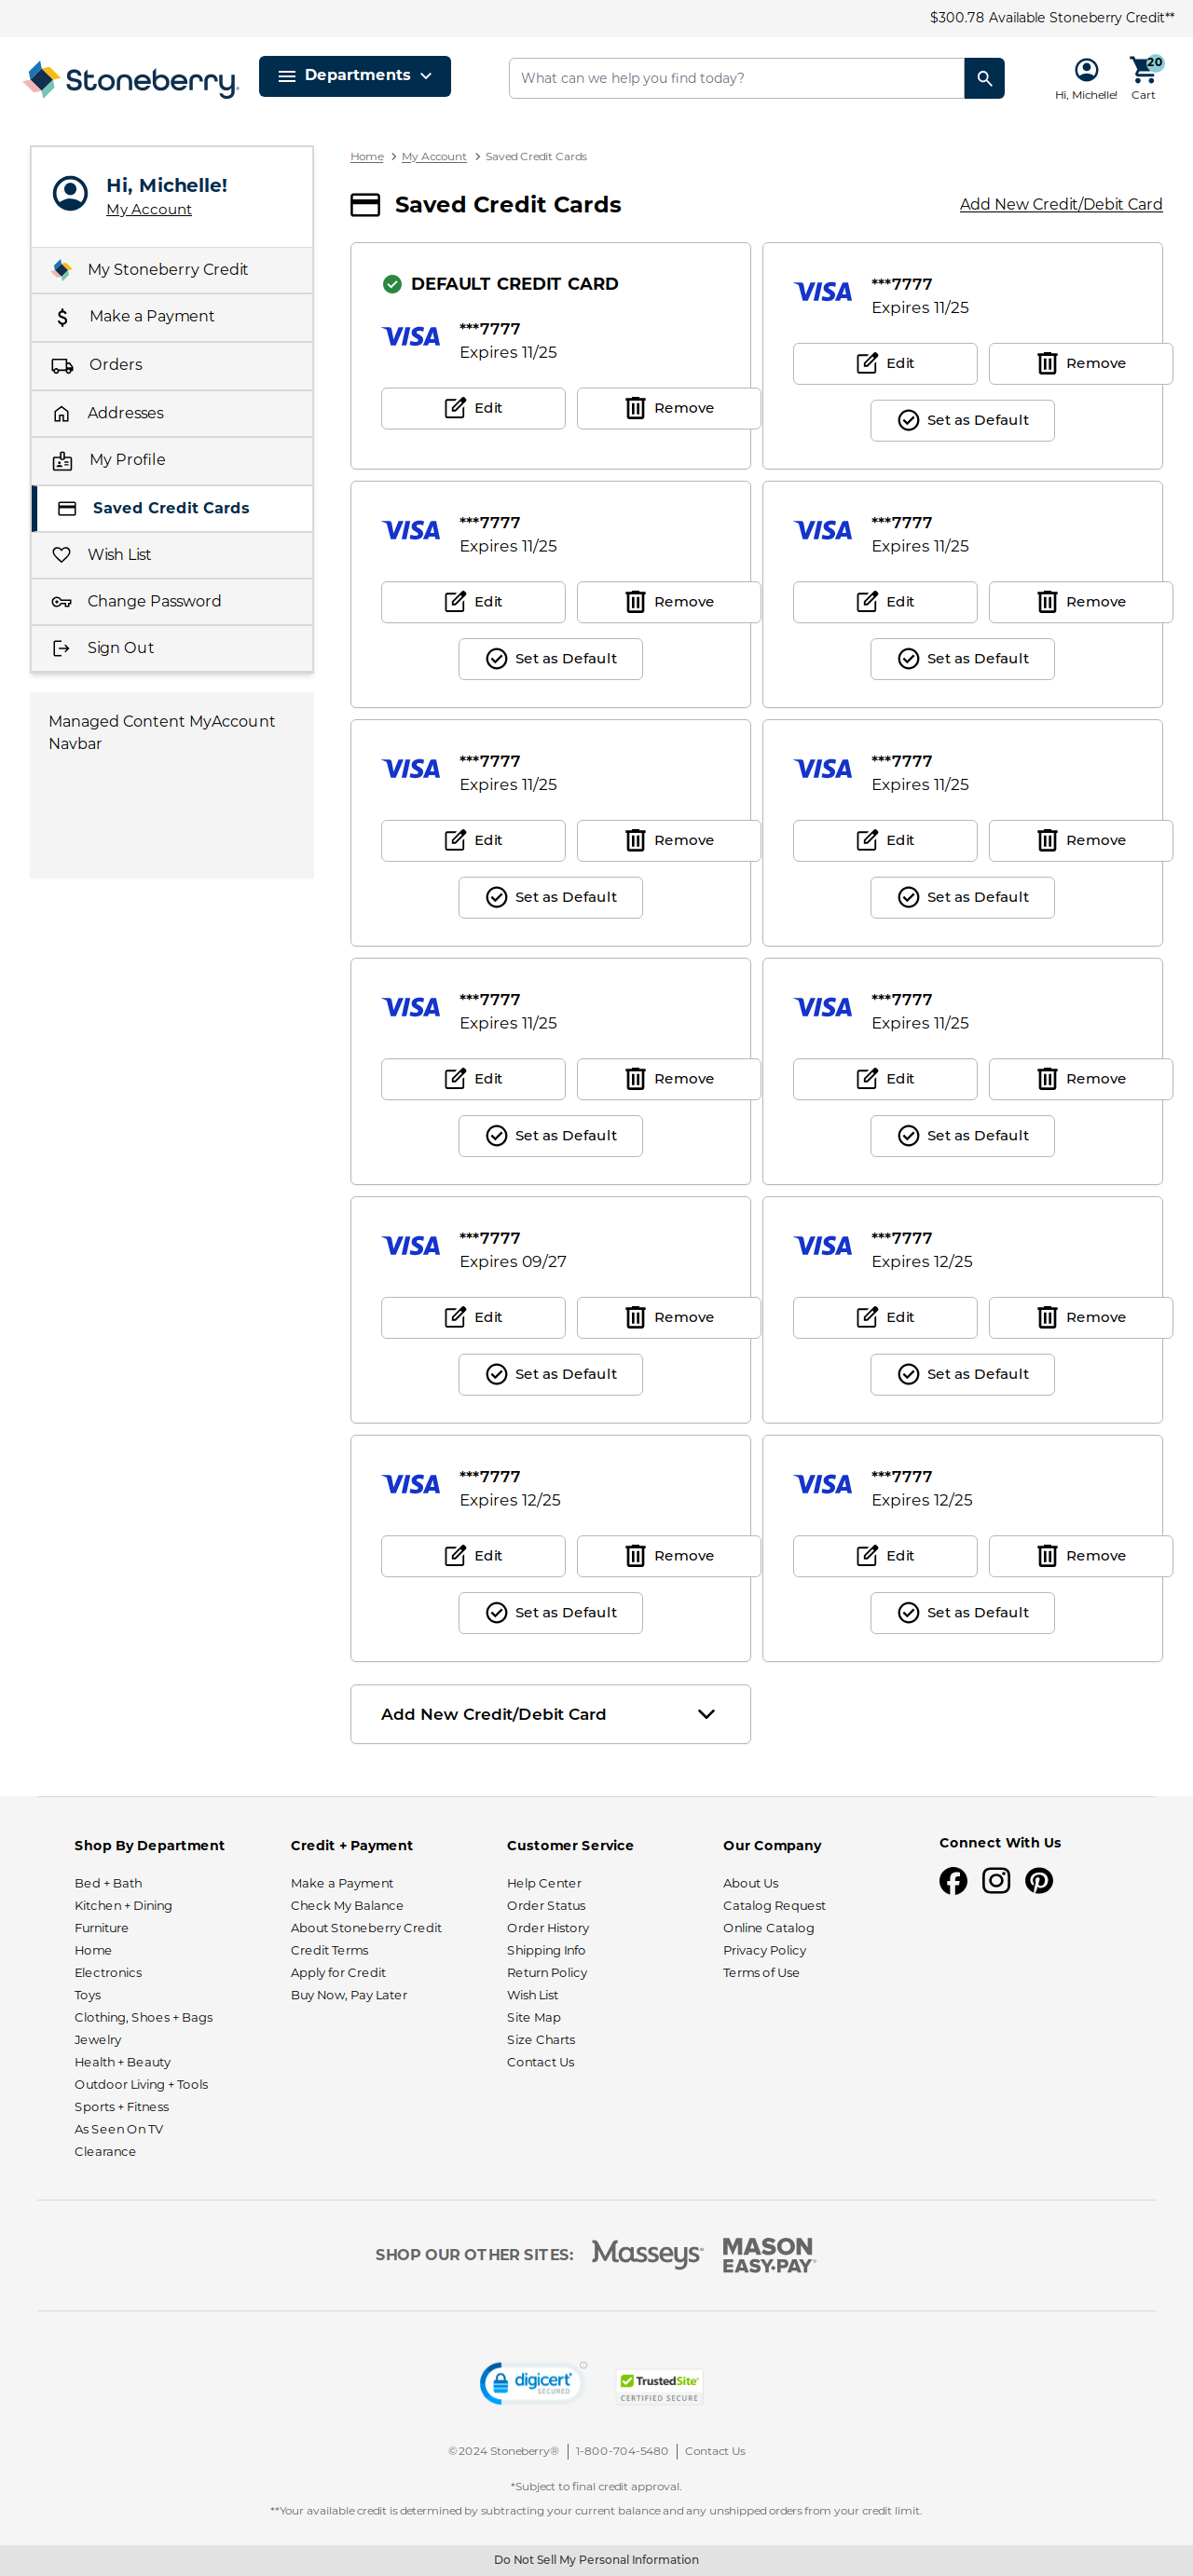 $300.78 Available Stoneberry Credit**
Stoneberry®
Departments
What can we help you find today?
Hi, Michelle!
20
Cart
Hi, Michelle!
My Account
My Stoneberry Credit
Make a Payment
Orders
Addresses
My Profile
Saved Credit Cards
Wish List
Change Password
Sign Out
Managed Content MyAccount
Navbar
Home > My Account > Saved Credit Cards
Saved Credit Cards
Add New Credit/Debit Card
DEFAULT CREDIT CARD
VISA ***7777
Expires 11/25
Edit Remove
VISA ***7777
Expires 11/25
Edit Remove
Set as Default
VISA ***7777
Expires 11/25
Edit Remove
Set as Default
VISA ***7777
Expires 11/25
Edit Remove
Set as Default
VISA ***7777
Expires 11/25
Edit Remove
Set as Default
VISA ***7777
Expires 11/25
Edit Remove
Set as Default
VISA ***7777
Expires 11/25
Edit Remove
Set as Default
VISA ***7777
Expires 11/25
Edit Remove
Set as Default
VISA ***7777
Expires 09/27
Edit Remove
Set as Default
VISA ***7777
Expires 12/25
Edit Remove
Set as Default
VISA ***7777
Expires 12/25
Edit Remove
Set as Default
VISA ***7777
Expires 12/25
Edit Remove
Set as Default
Add New Credit/Debit Card
Shop By Department
Bed + Bath
Kitchen + Dining
Furniture
Home
Electronics
Toys
Clothing, Shoes + Bags
Jewelry
Health + Beauty
Outdoor Living + Tools
Sports + Fitness
As Seen On TV
Clearance
Credit + Payment
Make a Payment
Check My Balance
About Stoneberry Credit
Credit Terms
Apply for Credit
Buy Now, Pay Later
Customer Service
Help Center
Order Status
Order History
Shipping Info
Return Policy
Wish List
Site Map
Size Charts
Contact Us
Our Company
About Us
Catalog Request
Online Catalog
Privacy Policy
Terms of Use
Connect With Us
SHOP OUR OTHER SITES:
Masseys
MASON
EASY•PAY®
digicert
SECURED
TrustedSite
CERTIFIED SECURE
©2024 Stoneberry® | 1-800-704-5480 | Contact Us
*Subject to final credit approval.
**Your available credit is determined by subtracting your current balance and any unshipped orders from your credit limit.
Do Not Sell My Personal Information